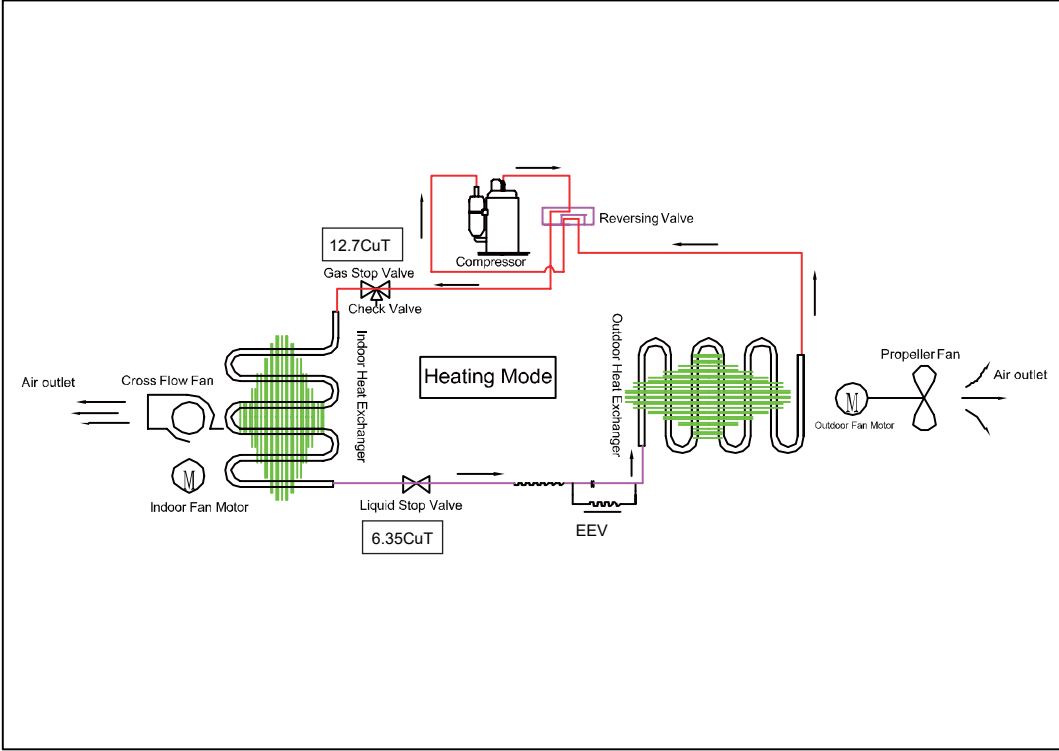 Reversing Valve
12.7CuT
Compressor
Gas Stop Valve
Check Valve
Indoor Heat Exchanger
Outdoor Heat Exchanger
Heating Mode
Propeller Fan
Air outlet
Cross Flow Fan
Air outlet
M
Outdoor Fan Motor
M
Indoor Fan Motor
Liquid Stop Valve
EEV
6.35CuT